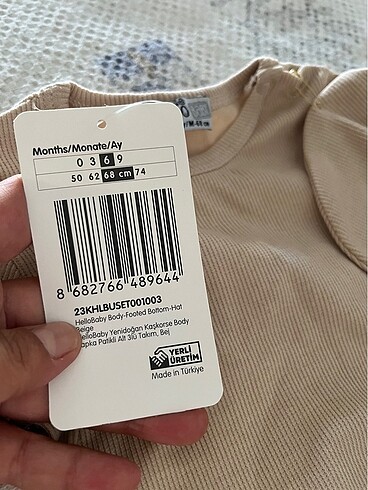 Months/Monate/Ay
0 3 6 9
50 62 68 cm 74
8 682766 489644
23KHLBUSET001003
HelloBaby Body-Footed Bottom-Hat
Beige
HelloBaby Yenidoğan Kaşkorse Body
Şapka Patikli Alt 3lü Takım, Bej
YERLİ
ÜRETİM
Made in Türkiye